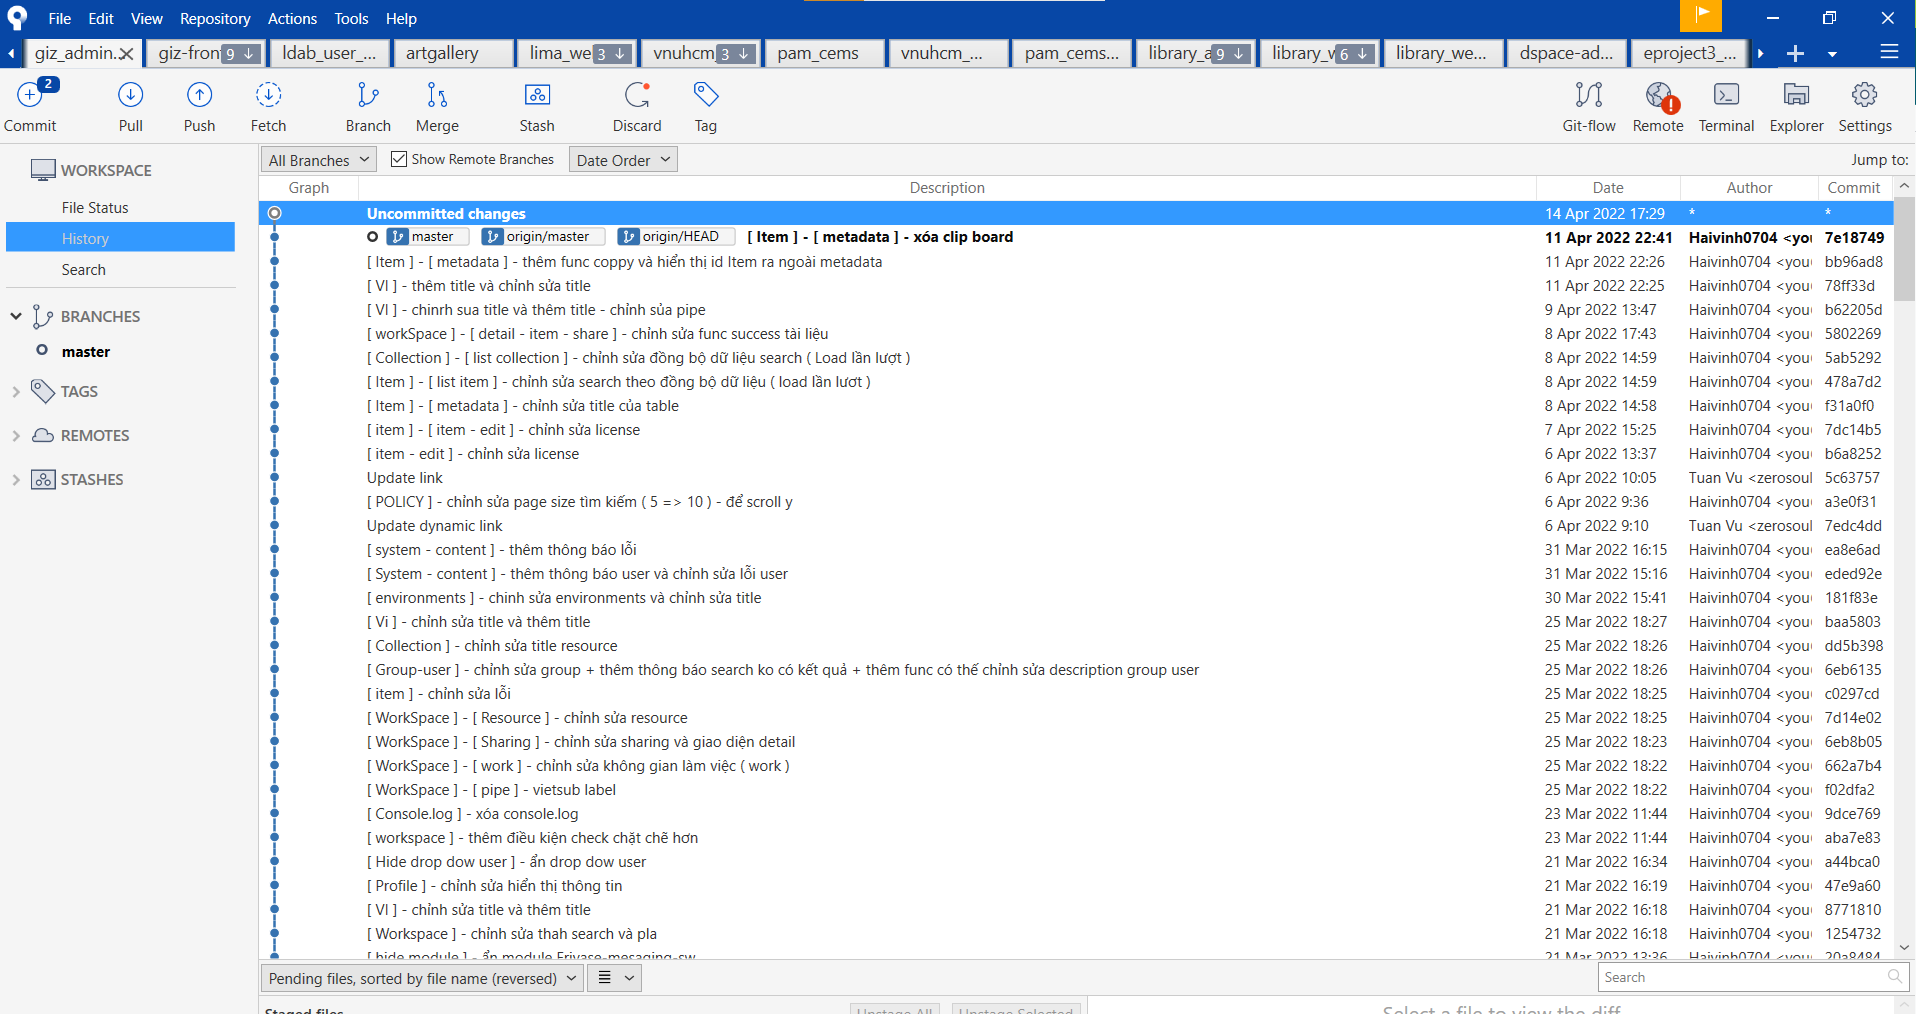 File Edit View Repository Actions Tools Help
giz_admin... giz-fron 9 ldab_user_... artgallery lima_we 3 vnuhcm_ 3 pam_cems vnuhcm_... pam_cems... library_a 9 library_v 6 library_we... dspace-ad... eproject3_...
2
Commit Pull Push Fetch Branch Merge Stash Discard Tag Git-flow Remote Terminal Explorer Settings
WORKSPACE
File Status
History
Search
BRANCHES
master
TAGS
REMOTES
STASHES
All Branches Show Remote Branches Date Order Jump to:
Graph Description Date Author Commit
Uncommitted changes 14 Apr 2022 17:29 * *
master origin/master origin/HEAD [ Item ] - [ metadata ] - xóa clip board 11 Apr 2022 22:41 Haivinh0704 <you 7e18749
[ Item ] - [ metadata ] - thêm func coppy và hiển thị id Item ra ngoài metadata 11 Apr 2022 22:26 Haivinh0704 <you bb96ad8
[ VI ] - thêm title và chỉnh sửa title 11 Apr 2022 22:25 Haivinh0704 <you 78ff33d
[ VI ] - chinrh sua title và thêm title - chỉnh sủa pipe 9 Apr 2022 13:47 Haivinh0704 <you b62205d
[ workSpace ] - [ detail - item - share ] - chỉnh sửa func success tài liệu 8 Apr 2022 17:43 Haivinh0704 <you 5802269
[ Collection ] - [ list collection ] - chỉnh sửa đồng bộ dữ liệu search ( Load lần lượt ) 8 Apr 2022 14:59 Haivinh0704 <you 5ab5292
[ Item ] - [ list item ] - chỉnh sửa search theo đồng bộ dữ liệu ( load lần lươt ) 8 Apr 2022 14:59 Haivinh0704 <you 478a7d2
[ Item ] - [ metadata ] - chỉnh sửa title của table 8 Apr 2022 14:58 Haivinh0704 <you f31a0f0
[ item ] - [ item - edit ] - chỉnh sửa license 7 Apr 2022 15:25 Haivinh0704 <you 7dc14b5
[ item - edit ] - chỉnh sửa license 6 Apr 2022 13:37 Haivinh0704 <you b6a8252
Update link 6 Apr 2022 10:05 Tuan Vu <zerosoul 5c63757
[ POLICY ] - chỉnh sửa page size tìm kiếm ( 5 => 10 ) - để scroll y 6 Apr 2022 9:36 Haivinh0704 <you a3e0f31
Update dynamic link 6 Apr 2022 9:10 Tuan Vu <zerosoul 7edc4dd
[ system - content ] - thêm thông báo lỗi 31 Mar 2022 16:15 Haivinh0704 <you ea8e6ad
[ System - content ] - thêm thông báo user và chỉnh sửa lỗi user 31 Mar 2022 15:16 Haivinh0704 <you eded92e
[ environments ] - chinh sửa environments và chỉnh sửa title 30 Mar 2022 15:41 Haivinh0704 <you 181f83e
[ Vi ] - chỉnh sửa title và thêm title 25 Mar 2022 18:27 Haivinh0704 <you baa5803
[ Collection ] - chỉnh sửa title resource 25 Mar 2022 18:26 Haivinh0704 <you dd5b398
[ Group-user ] - chỉnh sửa group + thêm thông báo search ko có kết quả + thêm func có thế chỉnh sửa description group user 25 Mar 2022 18:26 Haivinh0704 <you 6eb6135
[ item ] - chỉnh sửa lỗi 25 Mar 2022 18:25 Haivinh0704 <you c0297cd
[ WorkSpace ] - [ Resource ] - chỉnh sửa resource 25 Mar 2022 18:25 Haivinh0704 <you 7d14e02
[ WorkSpace ] - [ Sharing ] - chỉnh sửa sharing và giao diện detail 25 Mar 2022 18:23 Haivinh0704 <you 6eb8b05
[ WorkSpace ] - [ work ] - chỉnh sửa không gian làm việc ( work ) 25 Mar 2022 18:22 Haivinh0704 <you 662a7b4
[ WorkSpace ] - [ pipe ] - vietsub label 25 Mar 2022 18:22 Haivinh0704 <you f02dfa2
[ Console.log ] - xóa console.log 23 Mar 2022 11:44 Haivinh0704 <you 9dce769
[ workspace ] - thêm điều kiện check chặt chẽ hơn 23 Mar 2022 11:44 Haivinh0704 <you aba7e83
[ Hide drop dow user ] - ẩn drop dow user 21 Mar 2022 16:34 Haivinh0704 <you a44bca0
[ Profile ] - chỉnh sửa hiển thị thông tin 21 Mar 2022 16:19 Haivinh0704 <you 47e9a60
[ VI ] - chỉnh sửa title và thêm title 21 Mar 2022 16:18 Haivinh0704 <you 8771810
[ Workspace ] - chỉnh sửa thah search và pla 21 Mar 2022 16:18 Haivinh0704 <you 1254732
[ hide module ] - ẩn module Frivase-mesaging-sw 21 Mar 2022 13:36 Haivinh0704 <you 20a8484
Pending files, sorted by file name (reversed) Search
Staged files Unstage All Unstage Selected Select a file to view the diff